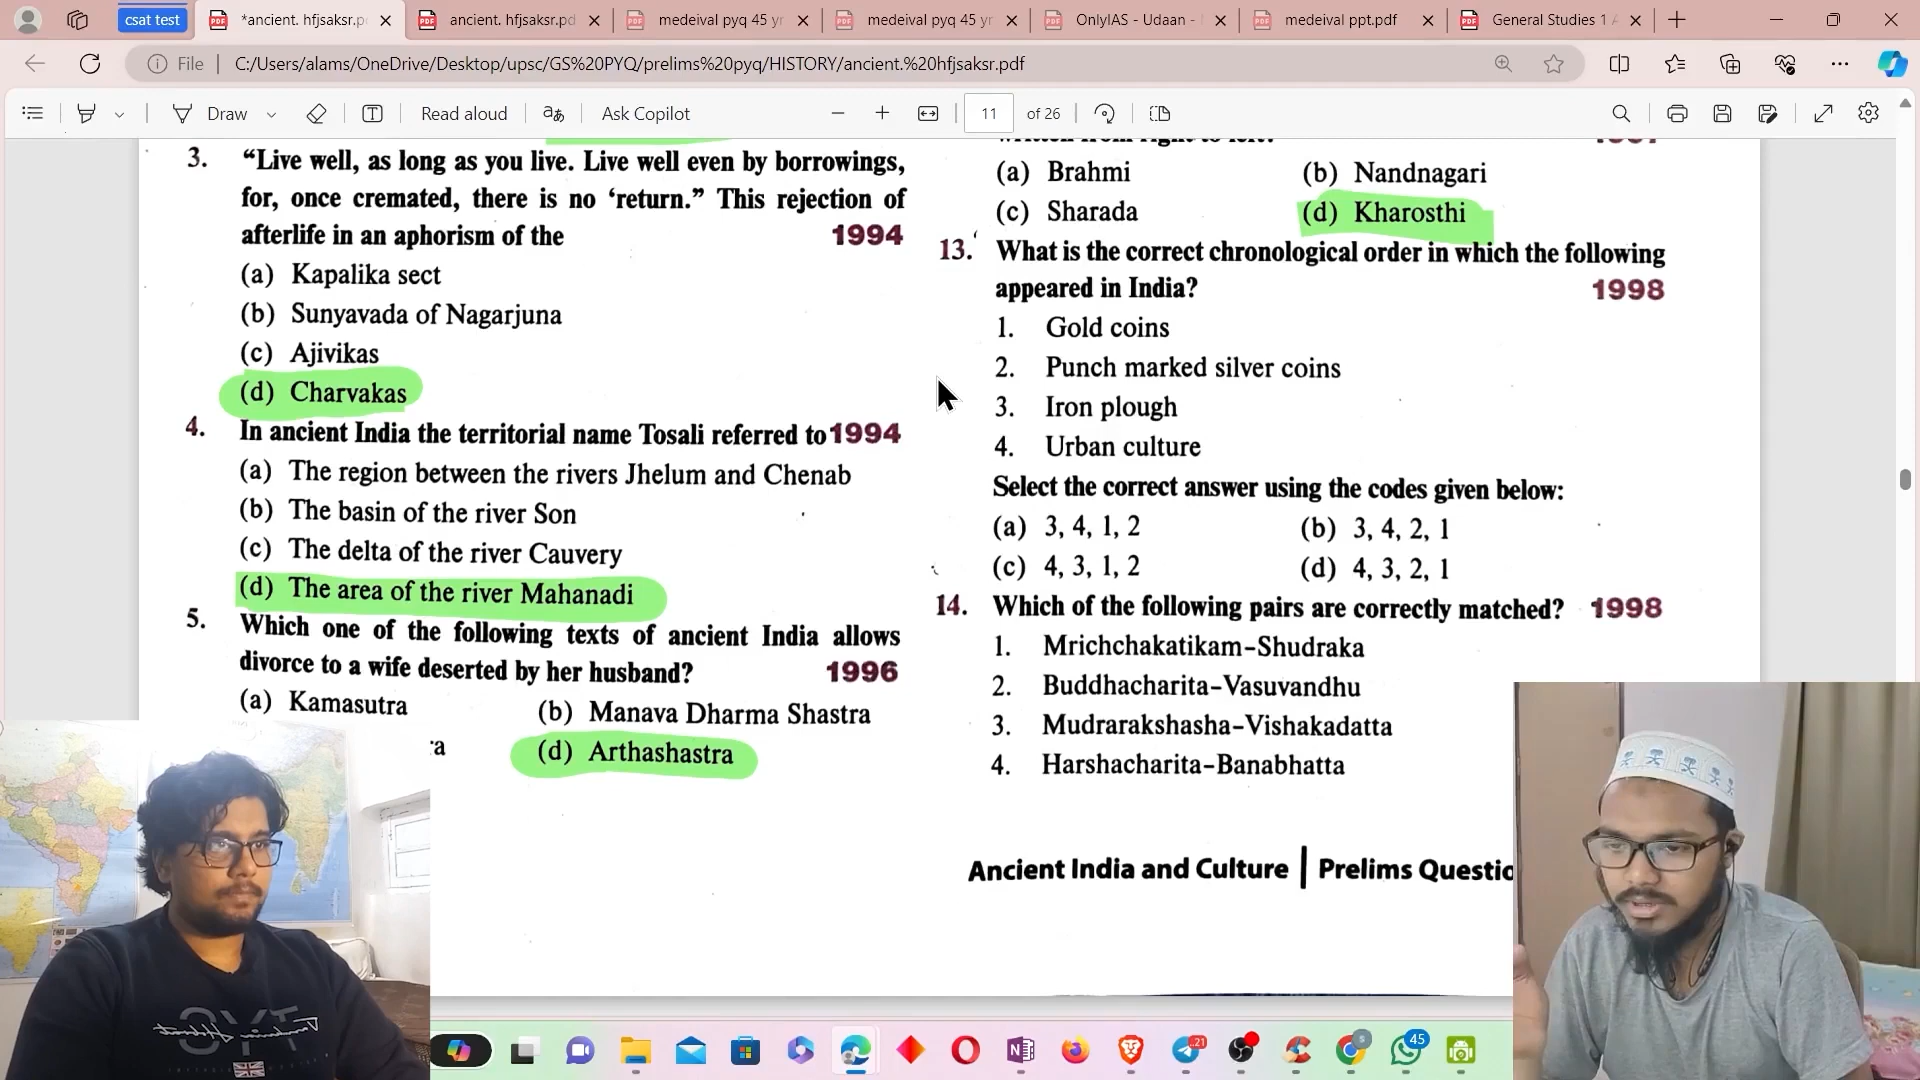 csat test
*ancient. hfjsaksr.p
ancient. hfjsaksr.pd
medeival pyq 45 yr
medeival pyq 45 yr
OnlyIAS - Udaan -
medeival ppt.pdf
General Studies 1
File
C:/Users/alams/OneDrive/Desktop/upsc/GS%20PYQ/prelims%20pyq/HISTORY/ancient.%20hfjsaksr.pdf
Draw
Read aloud
Ask Copilot
11 of 26
3. “Live well, as long as you live. Live well even by borrowings,
for, once cremated, there is no ‘return.” This rejection of
afterlife in an aphorism of the 1994
(a) Kapalika sect
(b) Sunyavada of Nagarjuna
(c) Ajivikas
(d) Charvakas
4. In ancient India the territorial name Tosali referred to 1994
(a) The region between the rivers Jhelum and Chenab
(b) The basin of the river Son
(c) The delta of the river Cauvery
(d) The area of the river Mahanadi
5. Which one of the following texts of ancient India allows
divorce to a wife deserted by her husband? 1996
(a) Kamasutra
(b) Manava Dharma Shastra
(d) Arthashastra
(a) Brahmi
(b) Nandnagari
(c) Sharada
(d) Kharosthi
13. What is the correct chronological order in which the following
appeared in India? 1998
1. Gold coins
2. Punch marked silver coins
3. Iron plough
4. Urban culture
Select the correct answer using the codes given below:
(a) 3, 4, 1, 2
(b) 3, 4, 2, 1
(c) 4, 3, 1, 2
(d) 4, 3, 2, 1
14. Which of the following pairs are correctly matched? 1998
1. Mrichchakatikam-Shudraka
2. Buddhacharita-Vasuvandhu
3. Mudrarakshasha-Vishakadatta
4. Harshacharita-Banabhatta
Ancient India and Culture | Prelims Questio
21
45